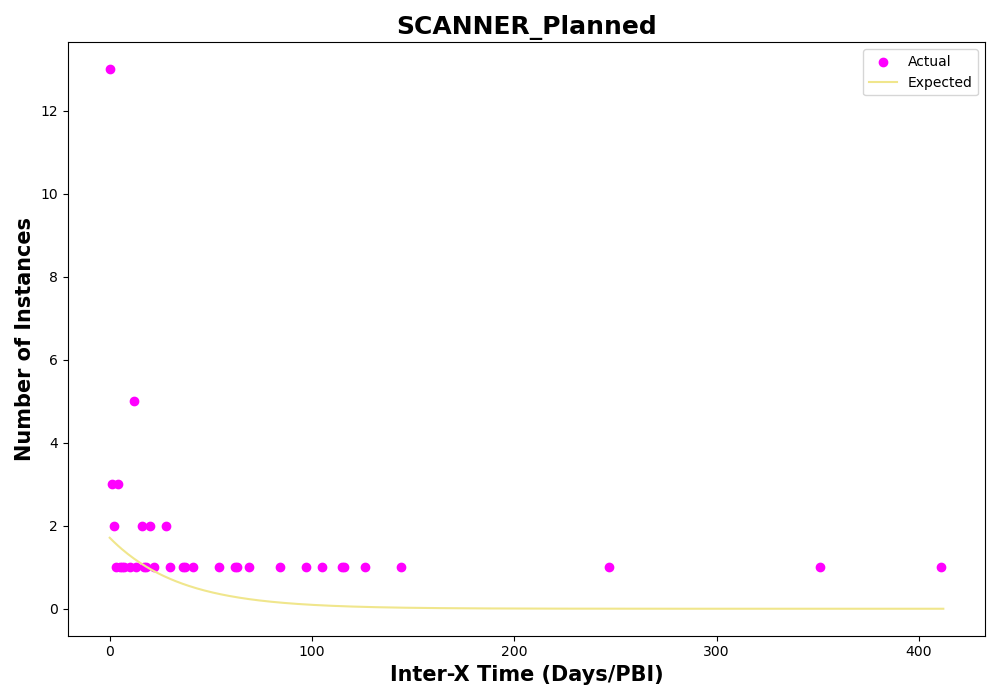 SCANNER_Planned
Actual
Expected
12
10
8
6
4
2
0
Number of Instances
0 100 200 300 400
Inter-X Time (Days/PBI)